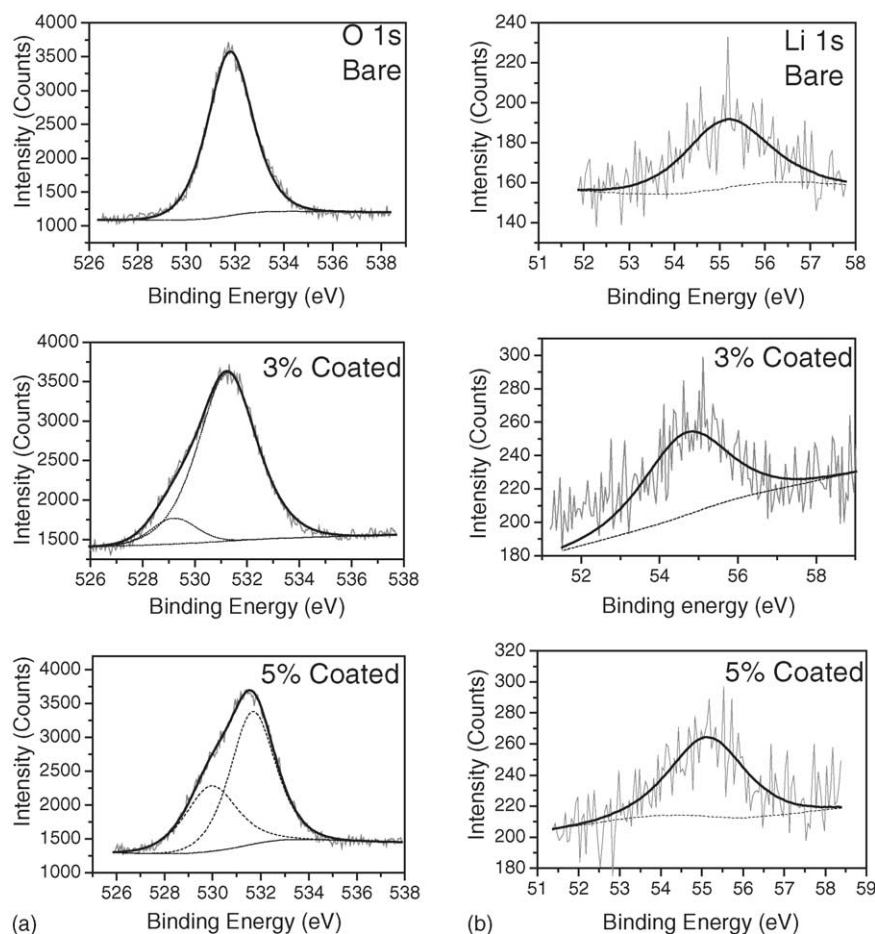 4000
3500
3000
2500
2000
1500
1000
Intensity (Counts)
O 1s
Bare
526 528 530 532 534 536 538
Binding Energy (eV)
240
220
200
180
160
140
Intensity (Counts)
Li 1s
Bare
51 52 53 54 55 56 57 58
Binding Energy (eV)
4000
3500
3000
2500
2000
1500
Intensity (Counts)
3% Coated
526 528 530 532 534 536 538
Binding Energy (eV)
300
280
260
240
220
200
180
Intensity (Counts)
3% Coated
52 54 56 58
Binding energy (eV)
4000
3500
3000
2500
2000
1500
1000
Intensity (Counts)
5% Coated
526 528 530 532 534 536 538
Binding Energy (eV)
(a)
320
300
280
260
240
220
200
180
Intensity (Counts)
5% Coated
51 52 53 54 55 56 57 58 59
Binding Energy (eV)
(b)